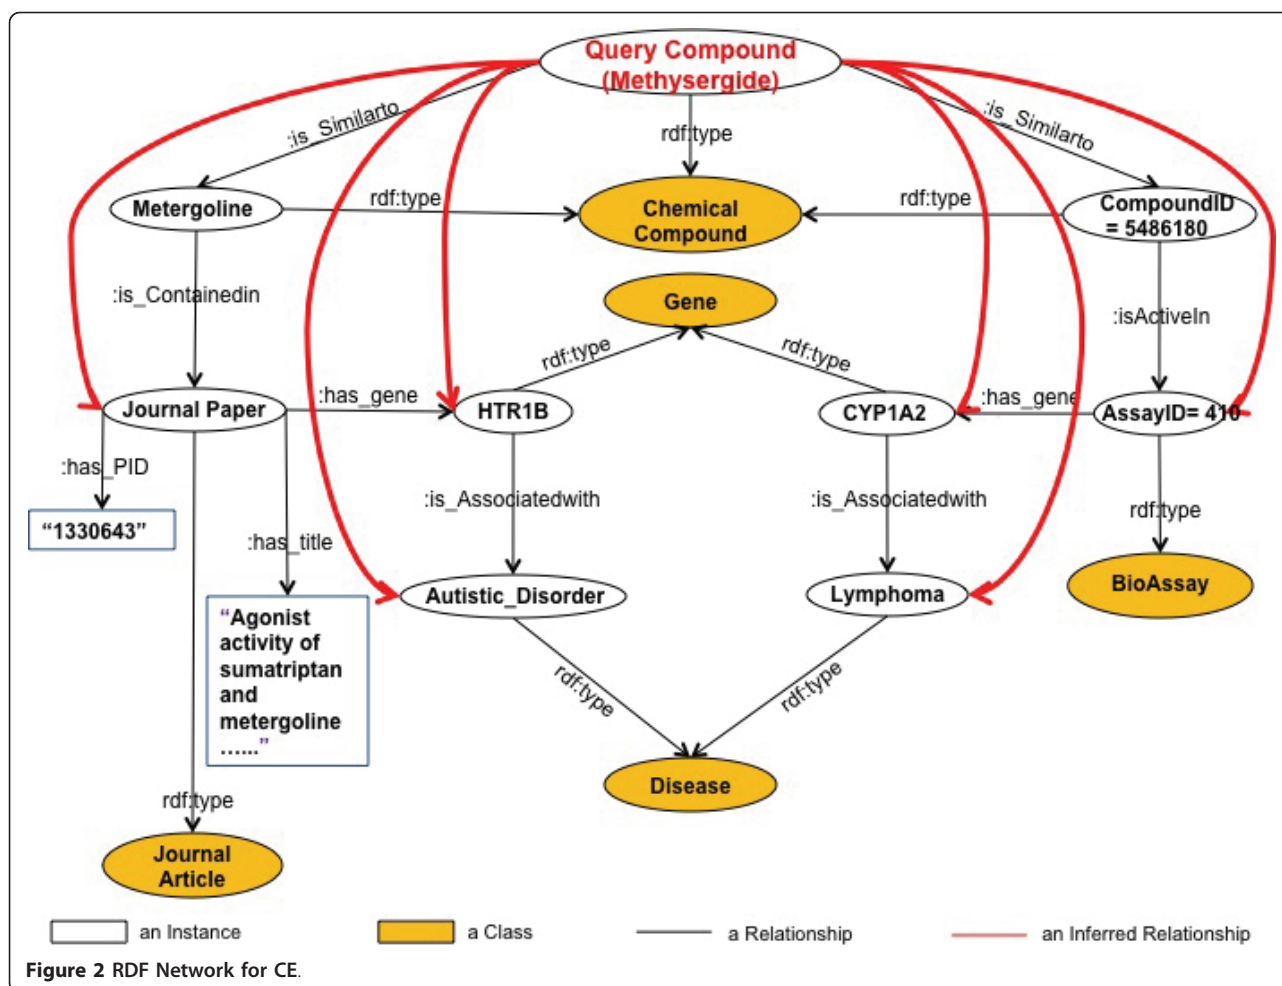 Query Compound
(Methysergide)
:is_Similarto
rdf:type
:is_Similarto
Metergoline
rdf:type
Chemical
Compound
rdf:type
CompoundID
= 5486180
:is_Containedin
Gene
:isActiveIn
rdf:type
rdf:type
Journal Paper
:has_gene
HTR1B
CYP1A2
:has_gene
AssayID= 410
:has_PID
:is_Associatedwith
:is_Associatedwith
rdf:type
“1330643”
:has_title
Autistic_Disorder
Lymphoma
BioAssay
“Agonist
activity of
sumatriptan
and
metergoline
......”
rdf:type
rdf:type
Disease
rdf:type
Journal
Article
an Instance
a Class
a Relationship
an Inferred Relationship
Figure 2 RDF Network for CE.